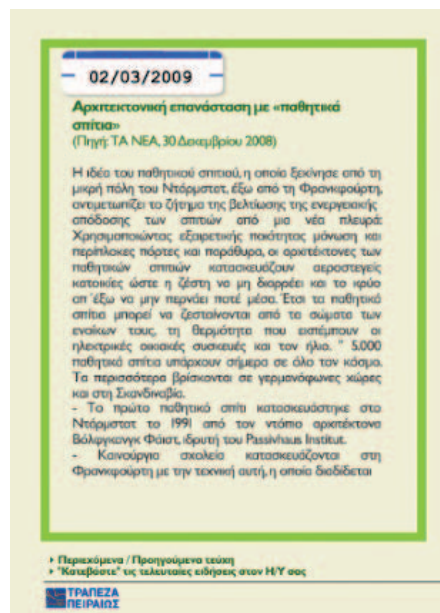 02/03/2009
Αρχιτεκτονική επανάσταση με «παθητικά
σπίτια»
(Πηγή: ΤΑ ΝΕΑ, 30 Δεκεμβρίου 2008)
Η ιδέα του παθητικού σπιτιού, η οποία ξεκίνησε από τη
μικρή πόλη του Ντάρμστατ, έξω από τη Φρανκφούρτη,
αντιμετωπίζει το ζήτημα της βελτίωσης της ενεργειακής
απόδοσης των σπιτιών από μια νέα πλευρά:
Χρησιμοποιώντας εξαιρετικής ποιότητας μόνωση και
περίπλοκες πόρτες και παράθυρα, οι αρχιτέκτονες των
παθητικών σπιτιών κατασκευάζουν αεροστεγείς
κατοικίες ώστε η ζέστη να μη διαρρέει και το κρύο
απ΄έξω να μην περνάει ποτέ μέσα. Έτσι τα παθητικά
σπίτια μπορεί να ζεσταίνονται από τα σώματα των
ενοίκων τους, τη θερμότητα που εκπέμπουν οι
ηλεκτρικές οικιακές συσκευές και τον ήλιο. " 5.000
παθητικά σπίτια υπάρχουν σήμερα σε όλο τον κόσμο.
Τα περισσότερα βρίσκονται σε γερμανόφωνες χώρες
και στη Σκανδιναβία.
- Το πρώτο παθητικό σπίτι κατασκευάστηκε στο
Ντάρμστατ το 1991 από τον ντόπιο αρχιτέκτονα
Βόλφγκανγκ Φάιστ, ιδρυτή του Passivhaus Institut.
- Καινούργια σχολεία κατασκευάζονται στη
Φρανκφούρτη με την τεχνική αυτή, η οποία διαδίδεται
Περιεχόμενα / Προηγούμενα τεύχη
"Κατεβάστε" τις τελευταίες ειδήσεις στον Η/Υ σας
ΤΡΑΠΕΖΑ
ΠΕΙΡΑΙΩΣ